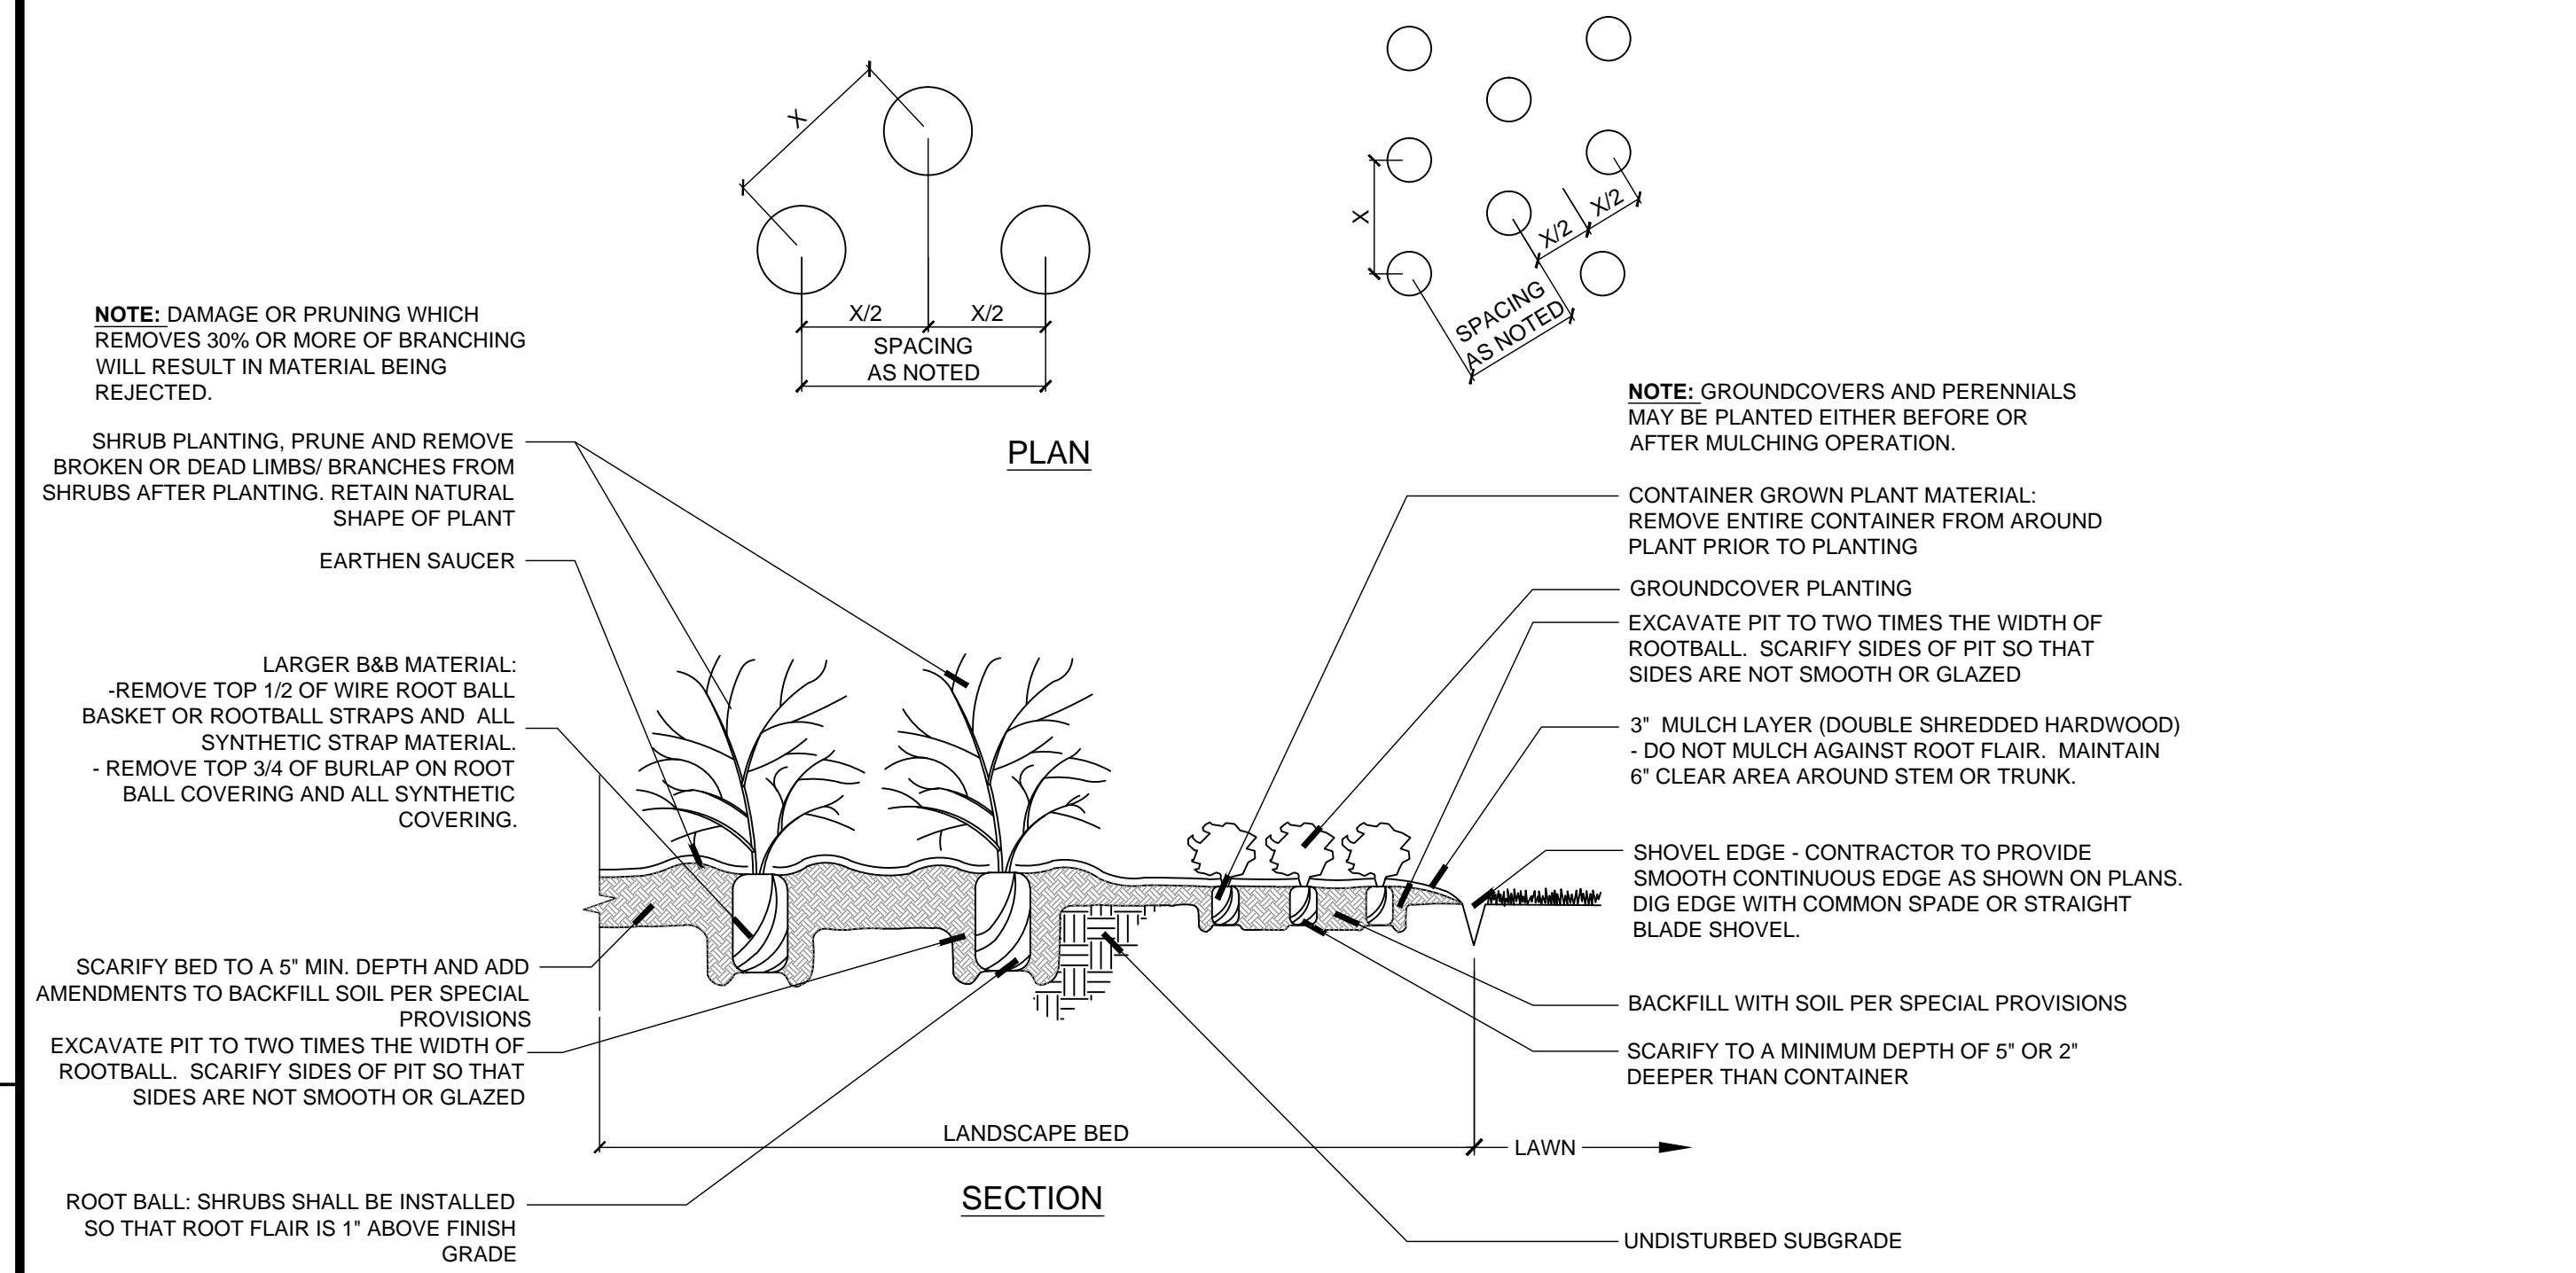 X
X/2
X/2
SPACING
AS NOTED
X
X/2
X/2
SPACING
AS NOTED
PLAN
NOTE: DAMAGE OR PRUNING WHICH
REMOVES 30% OR MORE OF BRANCHING
WILL RESULT IN MATERIAL BEING
REJECTED.
SHRUB PLANTING, PRUNE AND REMOVE
BROKEN OR DEAD LIMBS/ BRANCHES FROM
SHRUBS AFTER PLANTING. RETAIN NATURAL
SHAPE OF PLANT
EARTHEN SAUCER
LARGER B&B MATERIAL:
-REMOVE TOP 1/2 OF WIRE ROOT BALL
BASKET OR ROOTBALL STRAPS AND  ALL
SYNTHETIC STRAP MATERIAL.
- REMOVE TOP 3/4 OF BURLAP ON ROOT
BALL COVERING AND ALL SYNTHETIC
COVERING.
SCARIFY BED TO A 5" MIN. DEPTH AND ADD
AMENDMENTS TO BACKFILL SOIL PER SPECIAL
PROVISIONS
EXCAVATE PIT TO TWO TIMES THE WIDTH OF
ROOTBALL.  SCARIFY SIDES OF PIT SO THAT
SIDES ARE NOT SMOOTH OR GLAZED
ROOT BALL: SHRUBS SHALL BE INSTALLED
SO THAT ROOT FLAIR IS 1" ABOVE FINISH
GRADE
NOTE: GROUNDCOVERS AND PERENNIALS
MAY BE PLANTED EITHER BEFORE OR
AFTER MULCHING OPERATION.
CONTAINER GROWN PLANT MATERIAL:
REMOVE ENTIRE CONTAINER FROM AROUND
PLANT PRIOR TO PLANTING
GROUNDCOVER PLANTING
EXCAVATE PIT TO TWO TIMES THE WIDTH OF
ROOTBALL.  SCARIFY SIDES OF PIT SO THAT
SIDES ARE NOT SMOOTH OR GLAZED
3"  MULCH LAYER (DOUBLE SHREDDED HARDWOOD)
- DO NOT MULCH AGAINST ROOT FLAIR.  MAINTAIN
6" CLEAR AREA AROUND STEM OR TRUNK.
SHOVEL EDGE - CONTRACTOR TO PROVIDE
SMOOTH CONTINUOUS EDGE AS SHOWN ON PLANS.
DIG EDGE WITH COMMON SPADE OR STRAIGHT
BLADE SHOVEL.
BACKFILL WITH SOIL PER SPECIAL PROVISIONS
SCARIFY TO A MINIMUM DEPTH OF 5" OR 2"
DEEPER THAN CONTAINER
UNDISTURBED SUBGRADE
LANDSCAPE BED
LAWN
SECTION